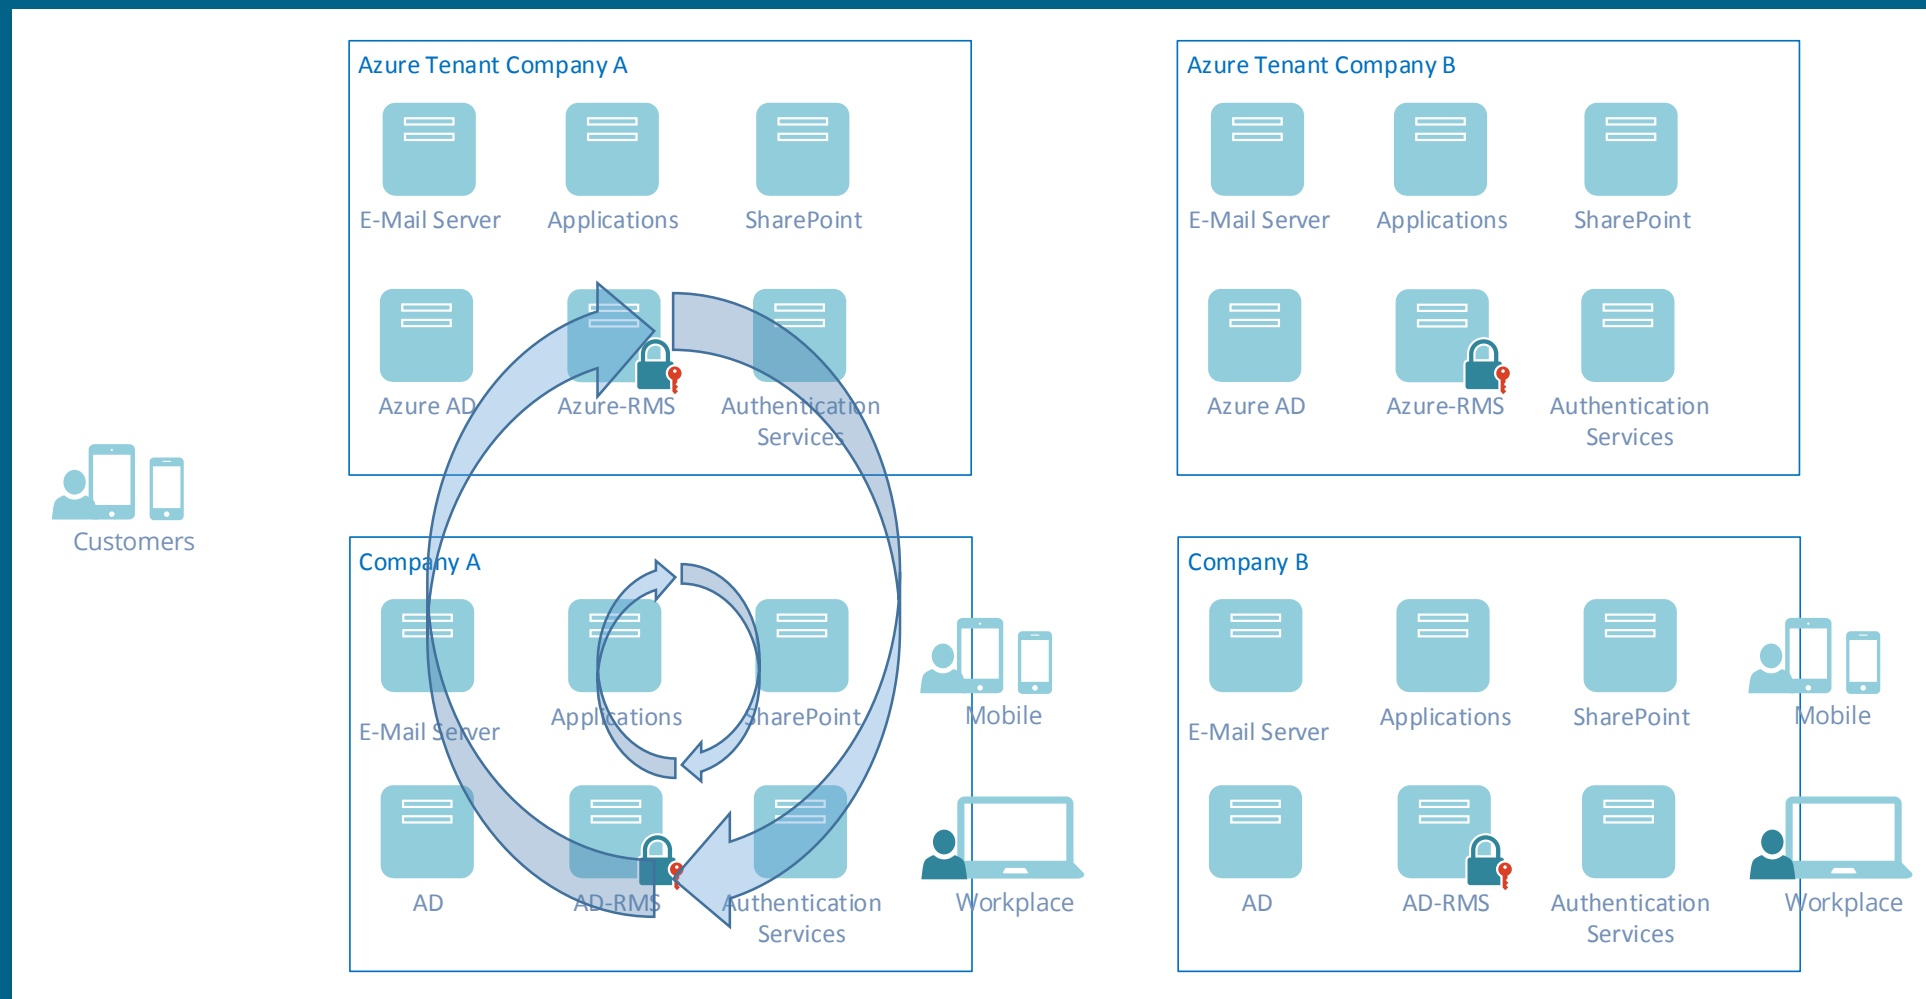 Azure Tenant Company A
E-Mail Server
Applications
SharePoint
Azure AD
Azure-RMS
Authentication
Services
Azure Tenant Company B
E-Mail Server
Applications
SharePoint
Azure AD
Azure-RMS
Authentication
Services
Customers
Company A
E-Mail Server
Applications
SharePoint
Mobile
AD
AD-RMS
Authentication
Services
Workplace
Company B
E-Mail Server
Applications
SharePoint
Mobile
AD
AD-RMS
Authentication
Services
Workplace